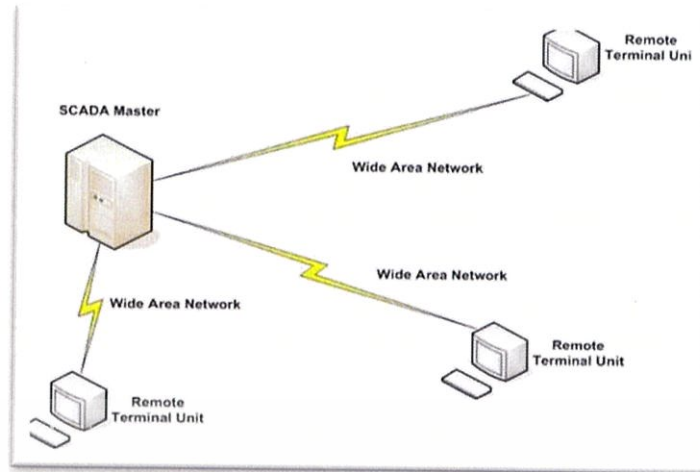 Remote
Terminal Uni
SCADA Master
Wide Area Network
Wide Area Network
Wide Area Network
Remote
Terminal Unit
Remote
Terminal Unit